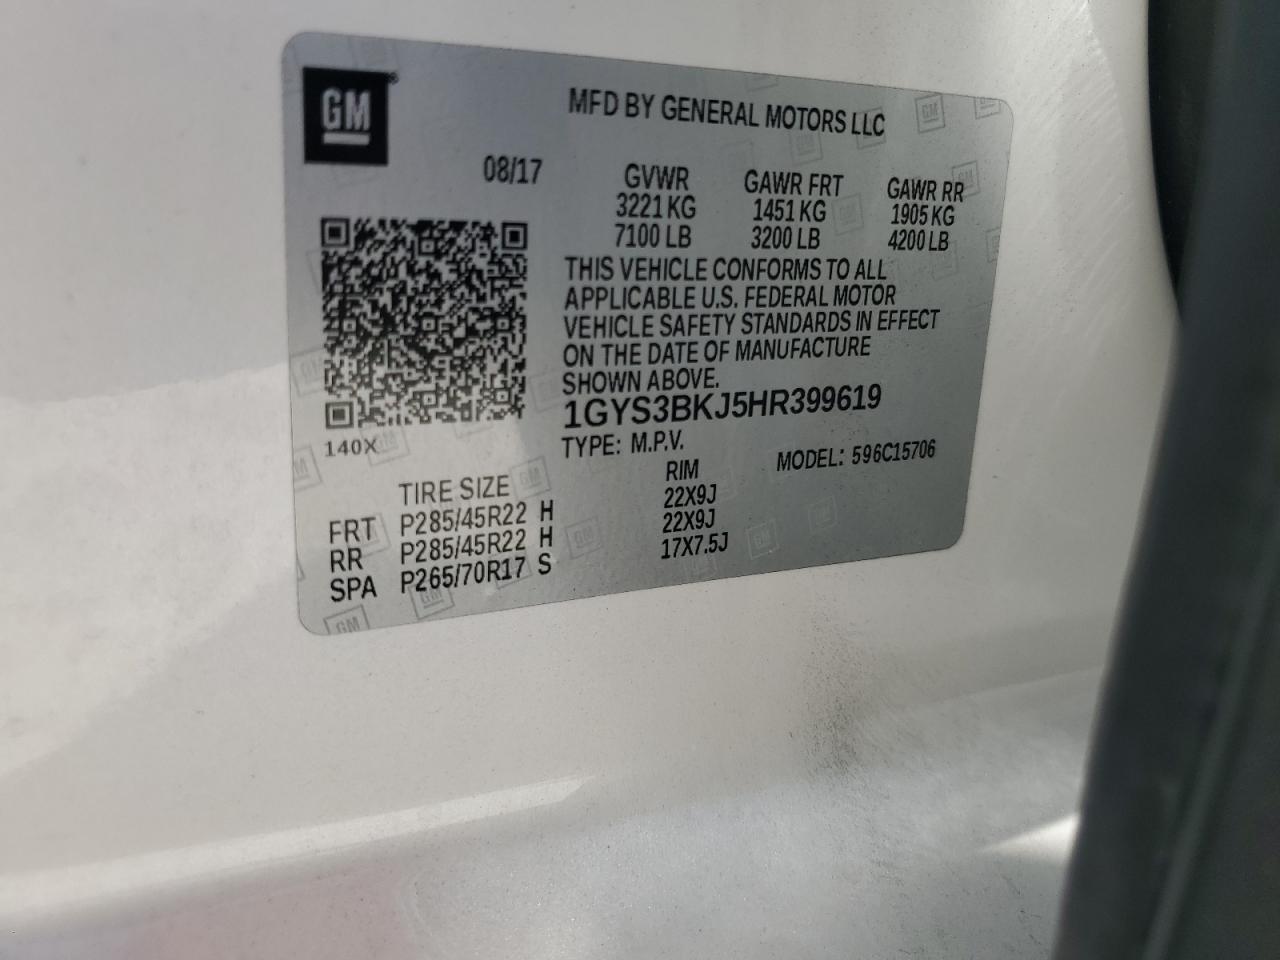 GM
MFD BY GENERAL MOTORS LLC
08/17
GVWR GAWR FRT GAWR RR
3221 KG 1451 KG 1905 KG
7100 LB 3200 LB 4200 LB
THIS VEHICLE CONFORMS TO ALL
APPLICABLE U.S. FEDERAL MOTOR
VEHICLE SAFETY STANDARDS IN EFFECT
ON THE DATE OF MANUFACTURE
SHOWN ABOVE.
1GYS3BKJ5HR399619
140X
TYPE: M.P.V. MODEL: 596C15706
TIRE SIZE RIM
FRT P285/45R22 H 22X9J
RR P285/45R22 H 22X9J
SPA P265/70R17 S 17X7.5J